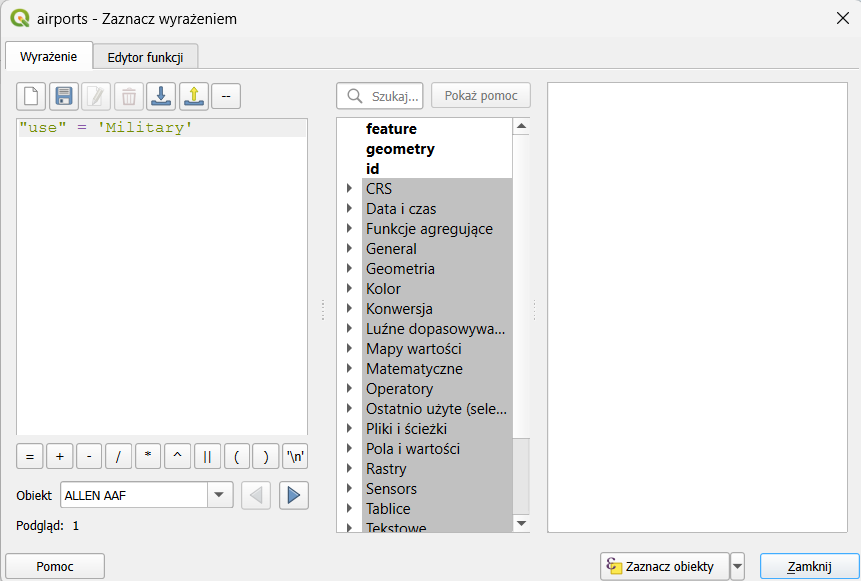 airports - Zaznacz wyrażeniem
Wyrażenie
Edytor funkcji
--
Szukaj...
Pokaż pomoc
"use" = 'Military'
feature
geometry
id
CRS
Data i czas
Funkcje agregujące
General
Geometria
Kolor
Konwersja
Luźne dopasowywa...
Mapy wartości
Matematyczne
Operatory
Ostatnio użyte (sele...
Pliki i ścieżki
Pola i wartości
Rastry
Sensors
Tablice
Tekstowe
= + - / * ^ || ( ) '\n'
Obiekt ALLEN AAF
Podgląd: 1
Pomoc
Zaznacz obiekty
Zamknij